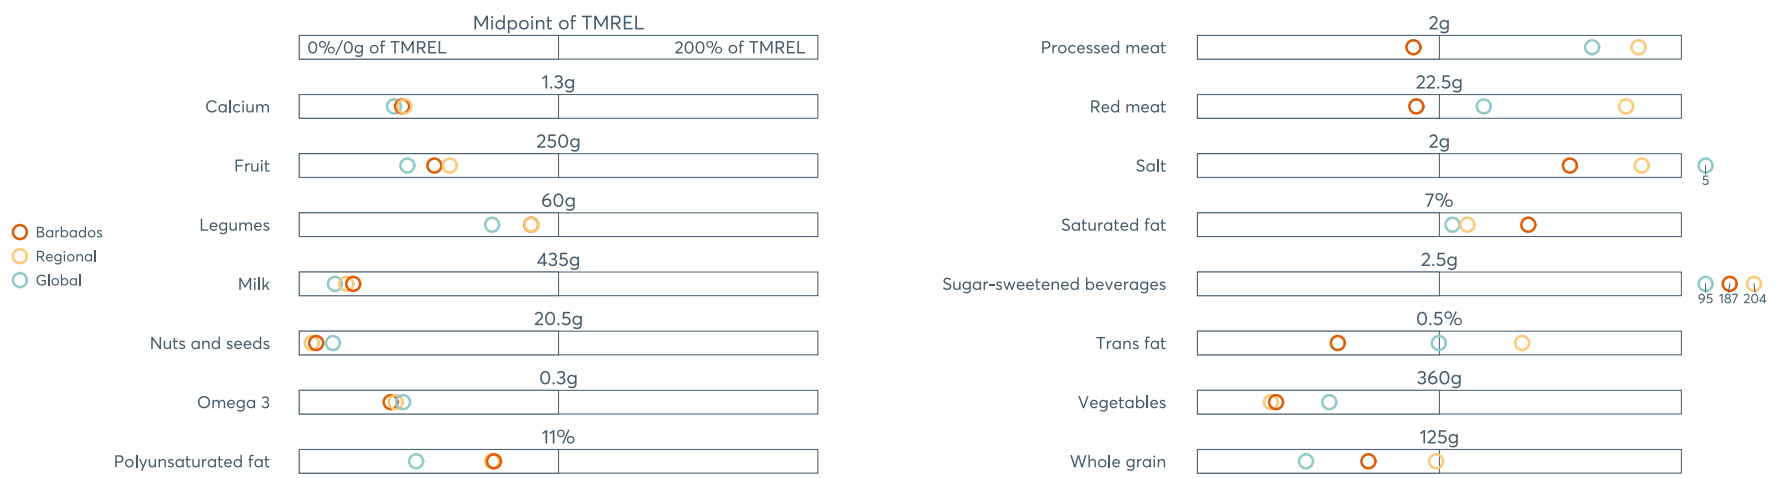 Midpoint of TMREL
0%/0g of TMREL 200% of TMREL
1.3g
Calcium
250g
Fruit
60g
Legumes
Barbados
Regional
Global
435g
Milk
20.5g
Nuts and seeds
0.3g
Omega 3
11%
Polyunsaturated fat
2g
Processed meat
22.5g
Red meat
2g
Salt
5
7%
Saturated fat
2.5g
Sugar-sweetened beverages
95 187 204
0.5%
Trans fat
360g
Vegetables
125g
Whole grain